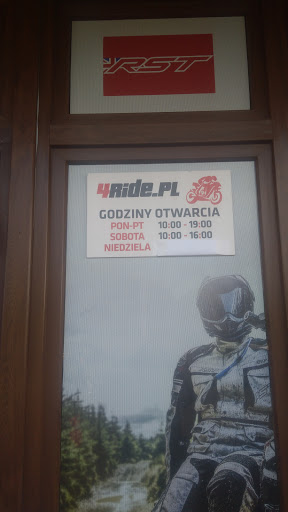 RST
4RiDE.PL
GODZINY OTWARCIA
PON-PT 10:00 - 19:00
SOBOTA 10:00 - 16:00
NIEDZIELA